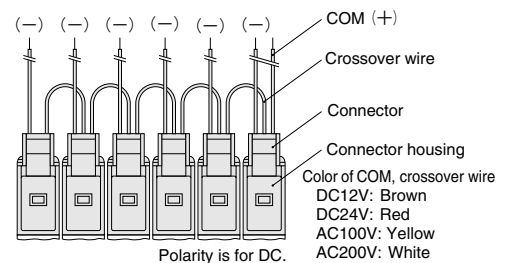 (−) (−) (−) (−) (−) (−)
COM (+)
Crossover wire
Connector
Connector housing
Color of COM, crossover wire
DC12V: Brown
DC24V: Red
AC100V: Yellow
AC200V: White
Polarity is for DC.